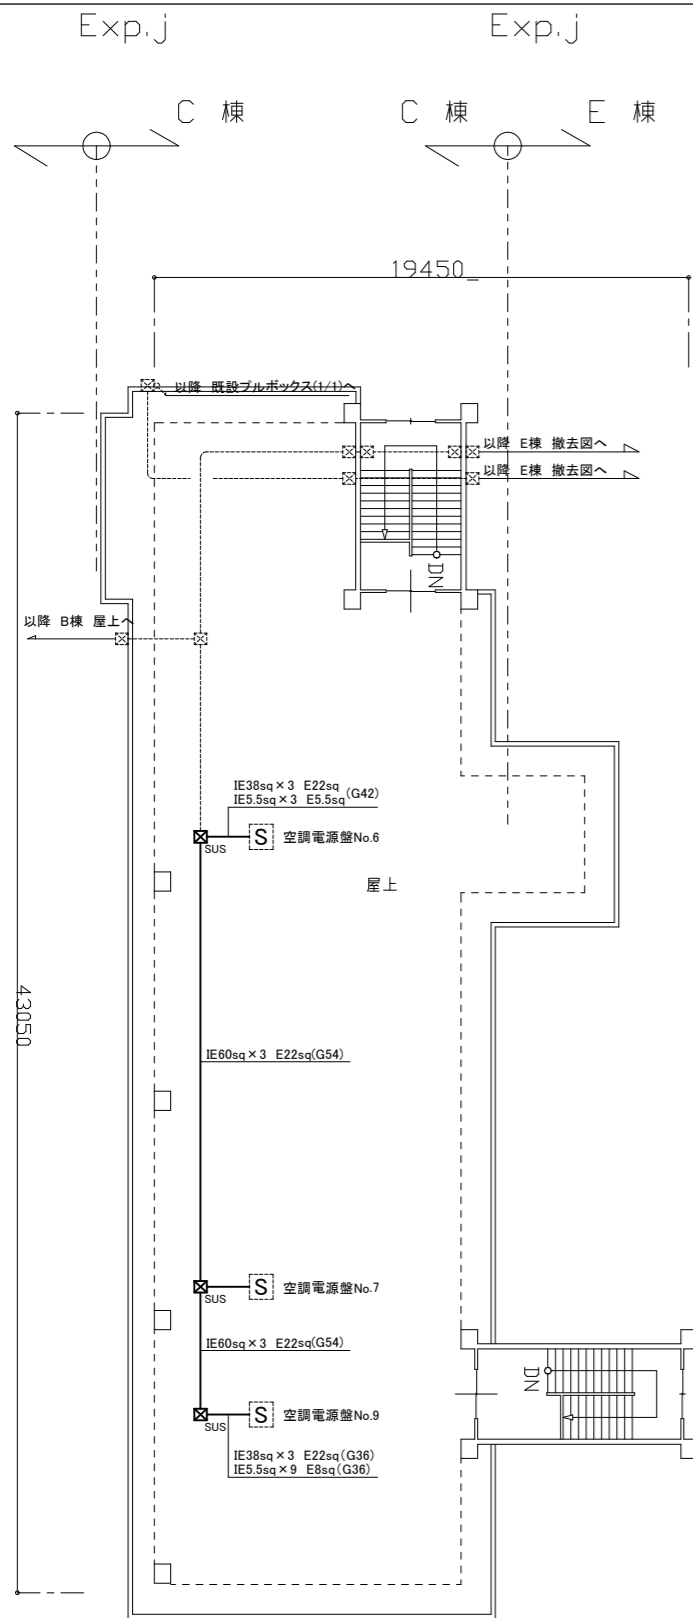 Exp.j
Exp.j
C 棟
C 棟
E 棟
19450
以降 既設プルボックス(1/1)へ
以降 E棟 撤去図へ
以降 E棟 撤去図へ
DN
以降 B棟 屋上へ
IE38sq×3 E22sq
IE5.5sq×3 E5.5sq(G42)
S 空調電源盤No.6
SUS
屋上
43050
IE60sq×3 E22sq(G54)
S 空調電源盤No.7
SUS
IE60sq×3 E22sq(G54)
DN
S 空調電源盤No.9
SUS
IE38sq×3 E22sq(G36)
IE5.5sq×9 E8sq(G36)